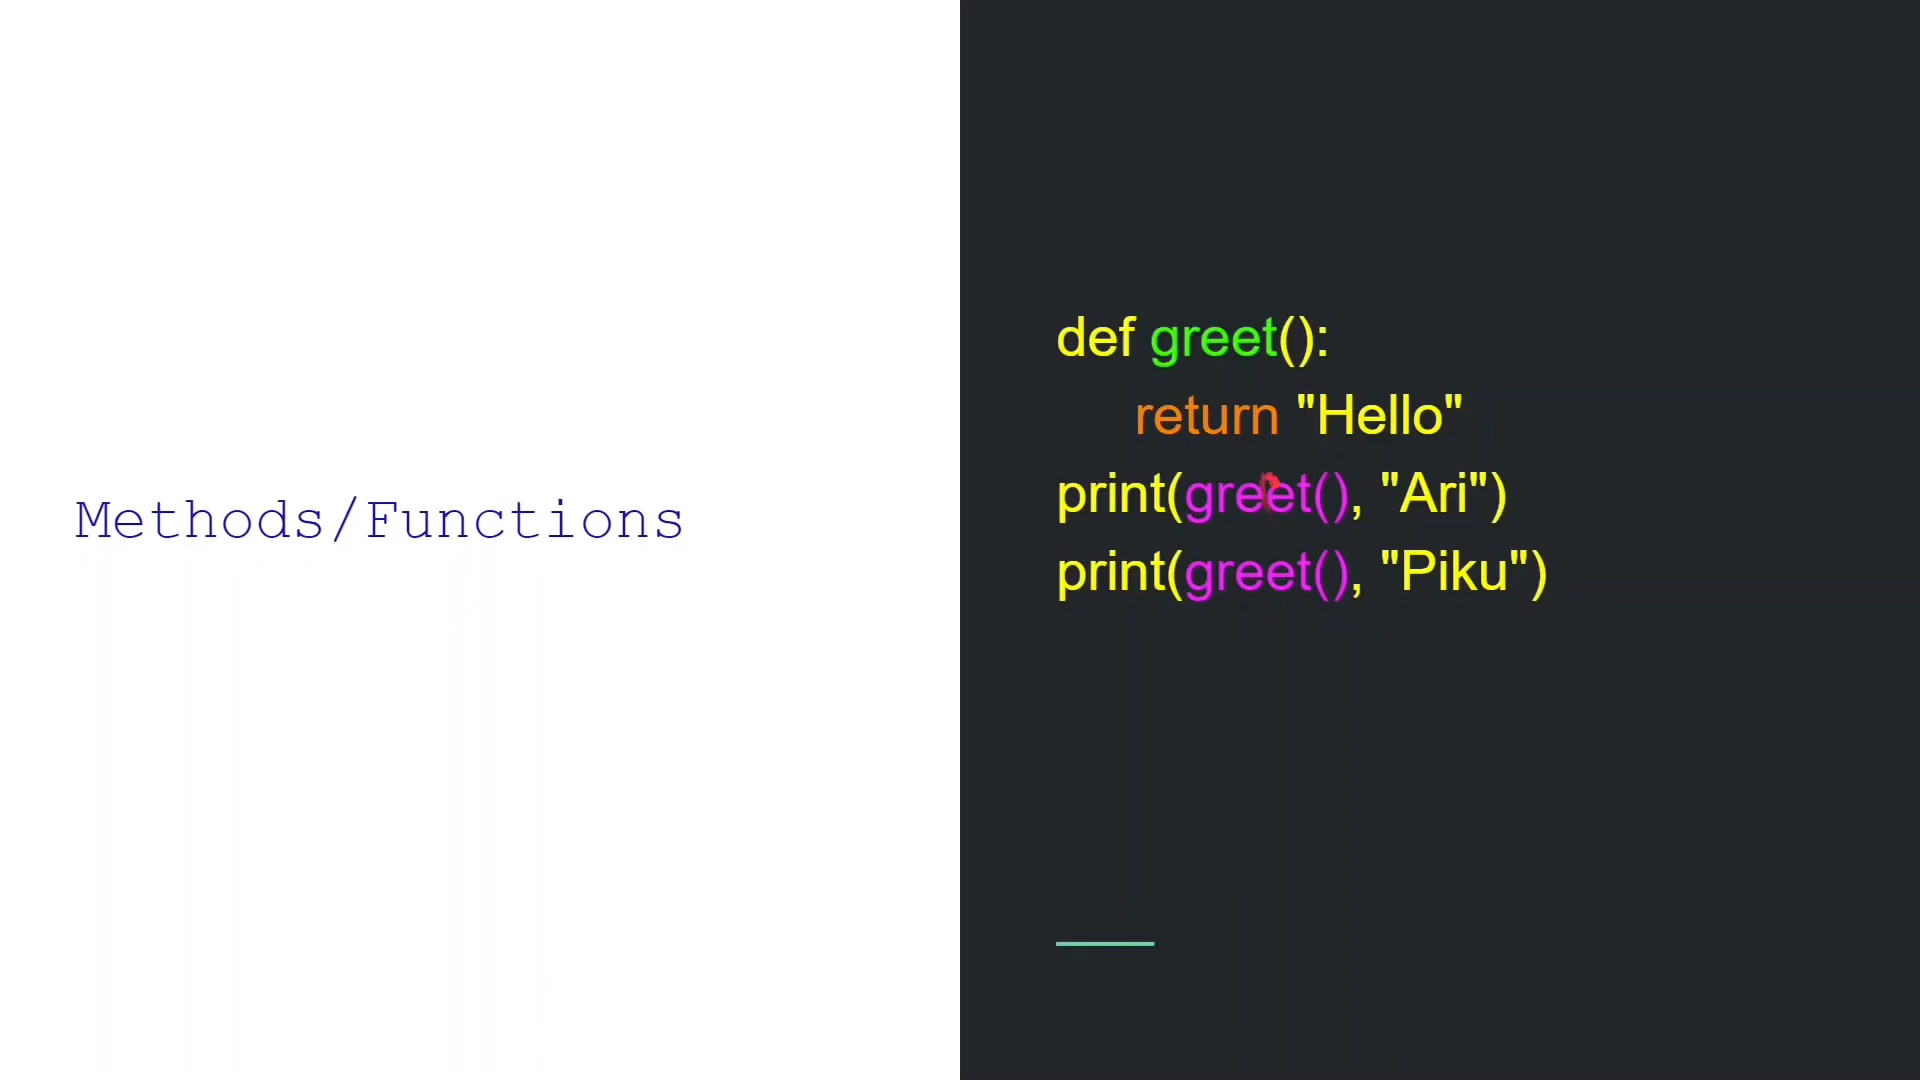 Methods/Functions
def greet():
return "Hello"
print(greet(), "Ari")
print(greet(), "Piku")